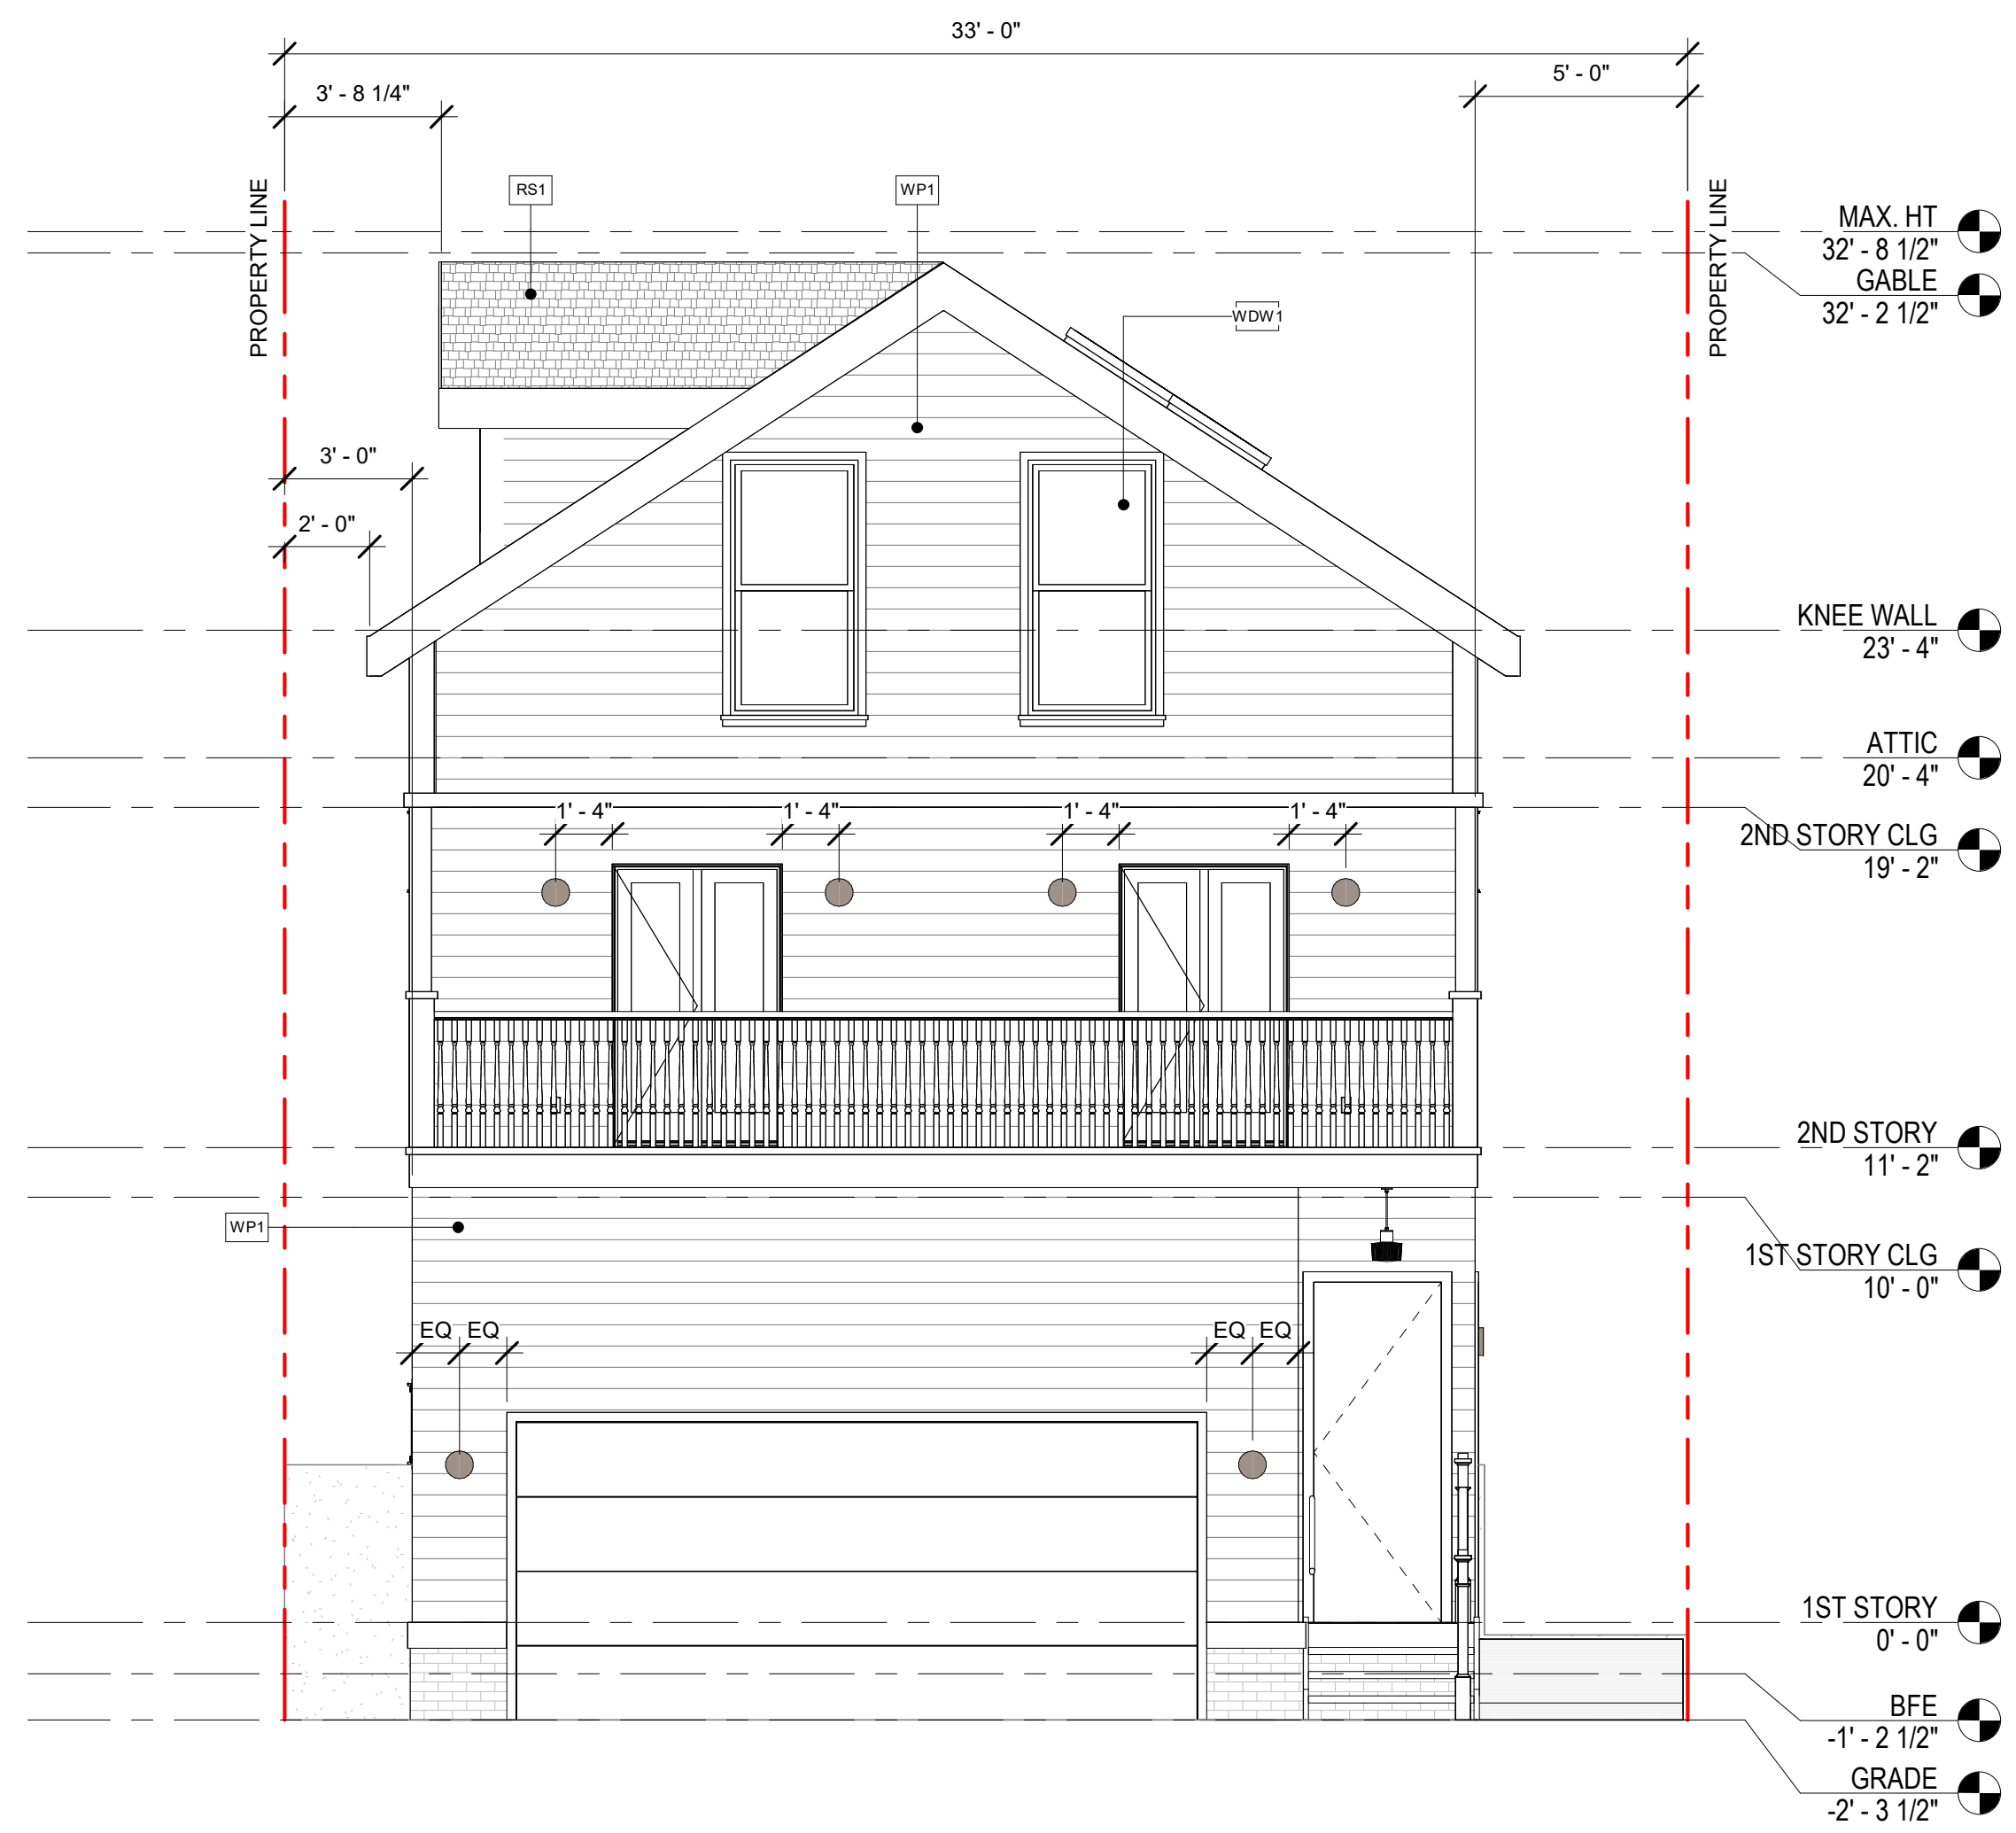 33' - 0"
5' - 0"
3' - 8 1/4"
PROPERTY LINE
RS1
WP1
PROPERTY LINE
MAX. HT
32' - 8 1/2"
GABLE
32' - 2 1/2"
WDW1
3' - 0"
2' - 0"
KNEE WALL
23' - 4"
ATTIC
20' - 4"
1' - 4"
1' - 4"
1' - 4"
1' - 4"
2ND STORY CLG
19' - 2"
2ND STORY
11' - 2"
WP1
1ST STORY CLG
10' - 0"
EQ
EQ
EQ
EQ
1ST STORY
0' - 0"
BFE
-1' - 2 1/2"
GRADE
-2' - 3 1/2"